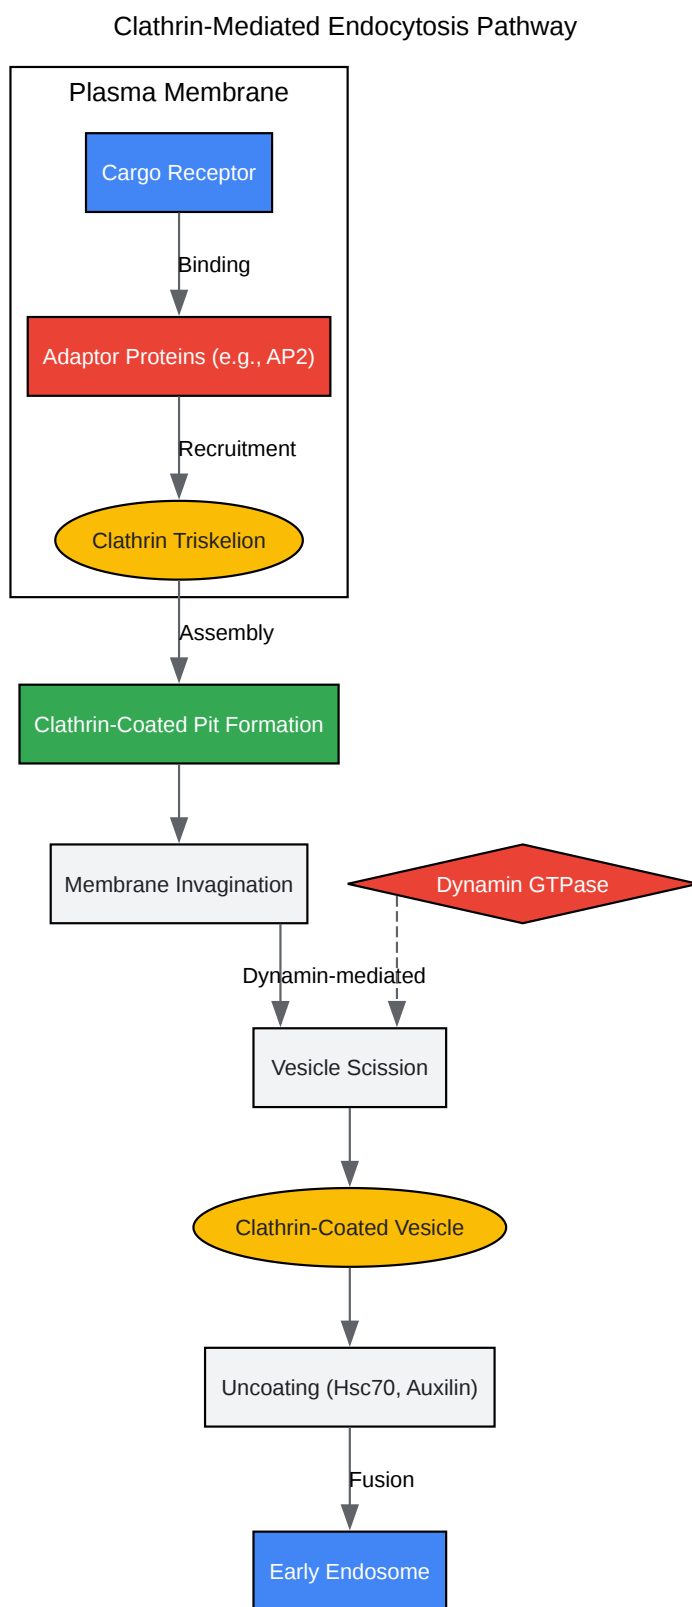 Clathrin-Mediated Endocytosis Pathway
Plasma Membrane
Cargo Receptor
Binding
Adaptor Proteins (e.g., AP2)
Recruitment
Clathrin Triskelion
Assembly
Clathrin-Coated Pit Formation
Membrane Invagination
Dynamin GTPase
Dynamin-mediated
Vesicle Scission
Clathrin-Coated Vesicle
Uncoating (Hsc70, Auxilin)
Fusion
Early Endosome